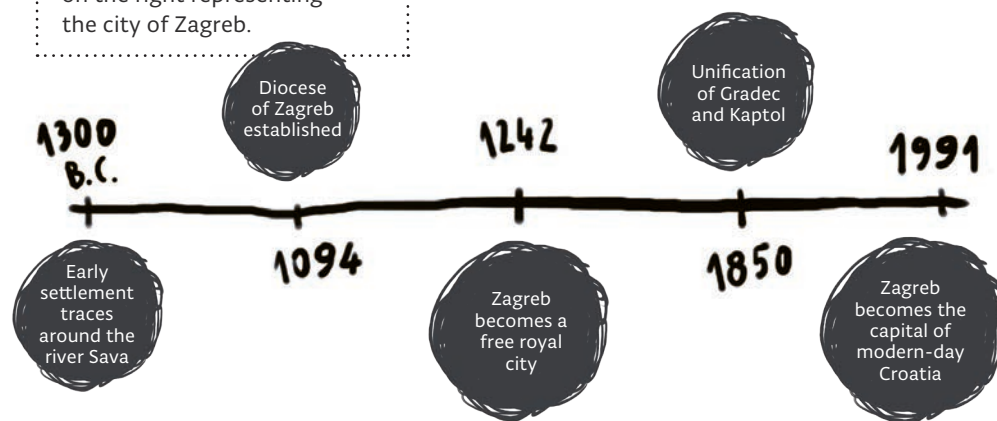 on the right representing
the city of Zagreb.
Diocese
of Zagreb
established
Unification
of Gradec
and Kaptol
1300
B.C.
1242
1991
1094
1850
Early
settlement
traces
around the
river Sava
Zagreb
becomes a
free royal
city
Zagreb
becomes the
capital of
modern-day
Croatia